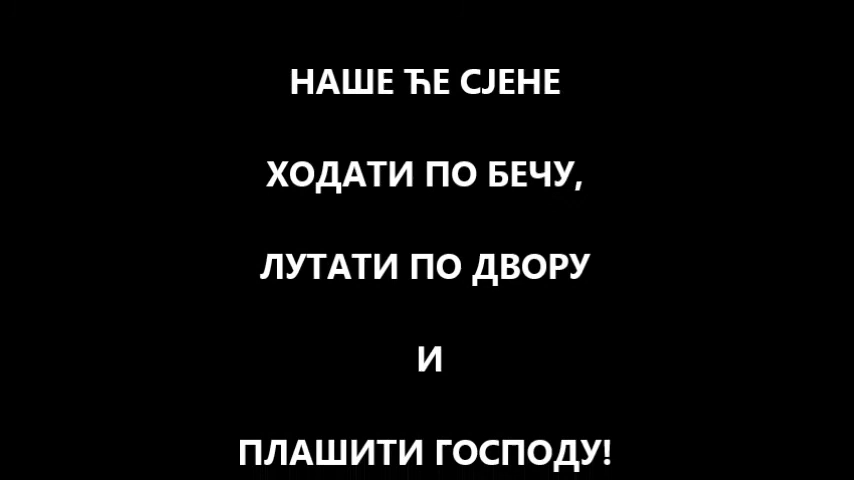 НАШЕ ЋЕ СЈЕНЕ
ХОДАТИ ПО БЕЧУ,
ЛУТАТИ ПО ДВОРУ
И
ПЛАШИТИ ГОСПОДУ!